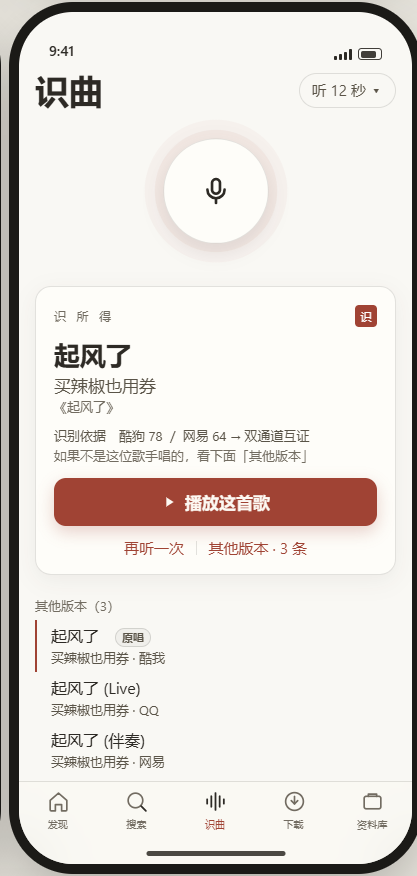 9:41
识曲
听 12 秒 ▾
识 所 得
识
起风了
买辣椒也用券
《起风了》
识别依据 酷狗 78 / 网易 64 → 双通道互证
如果不是这位歌手唱的，看下面「其他版本」
播放这首歌
再听一次 其他版本 · 3 条
其他版本（3）
起风了 原唱
买辣椒也用券 · 酷我
起风了 (Live)
买辣椒也用券 · QQ
起风了 (伴奏)
买辣椒也用券 · 网易
发现 搜索 识曲 下载 资料库